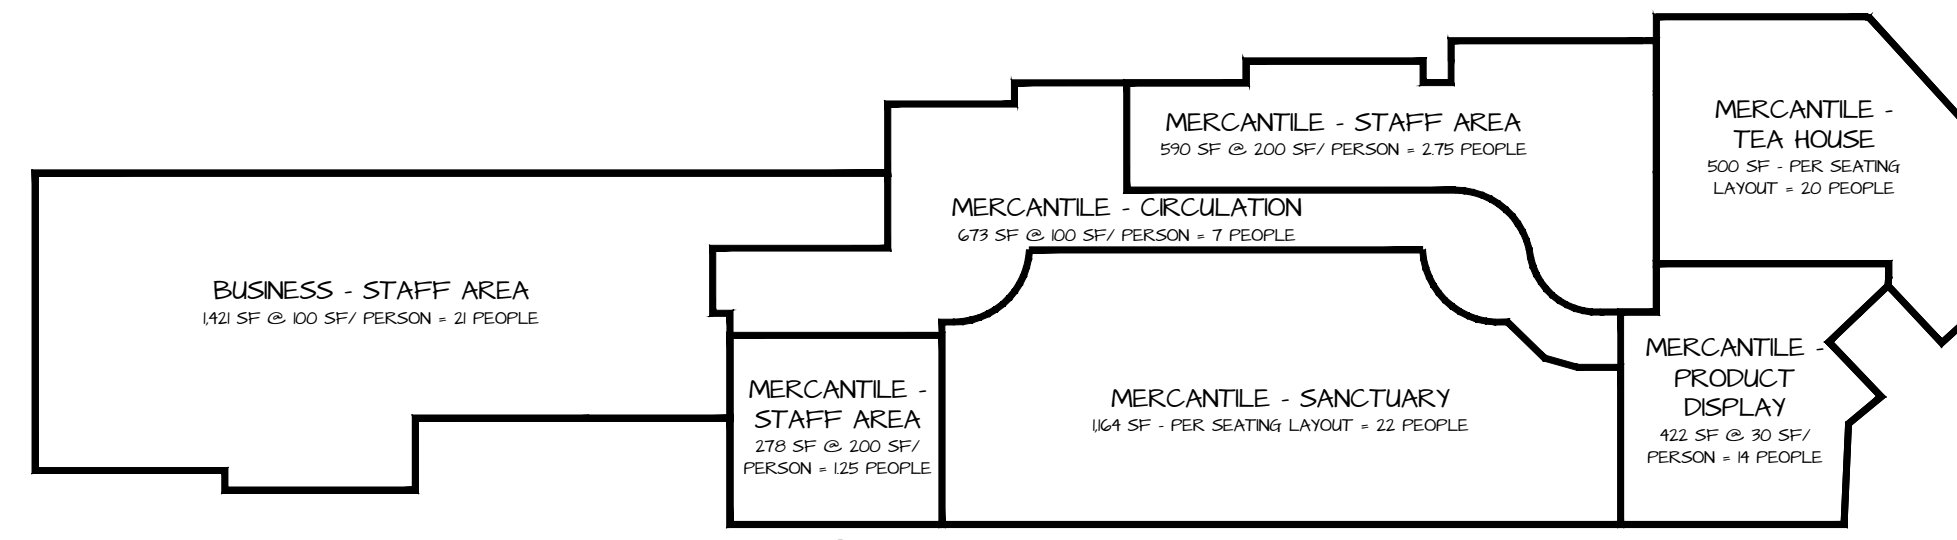 BUSINESS - STAFF AREA
1,421 SF @ 100 SF/ PERSON = 21 PEOPLE
MERCANTILE -
STAFF AREA
278 SF @ 200 SF/
PERSON = 1.25 PEOPLE
MERCANTILE - CIRCULATION
673 SF @ 100 SF/ PERSON = 7 PEOPLE
MERCANTILE - STAFF AREA
590 SF @ 200 SF/ PERSON = 2.75 PEOPLE
MERCANTILE - SANCTUARY
1,164 SF - PER SEATING LAYOUT = 22 PEOPLE
MERCANTILE -
TEA HOUSE
500 SF - PER SEATING
LAYOUT = 20 PEOPLE
MERCANTILE -
PRODUCT
DISPLAY
422 SF @ 30 SF/
PERSON = 14 PEOPLE